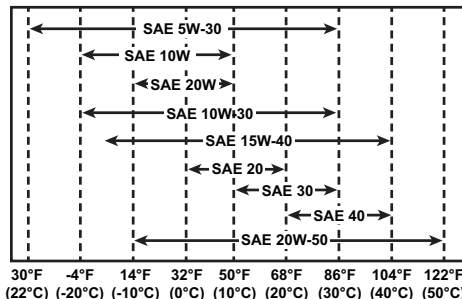 SAE 5W-30
SAE 10W
SAE 20W
SAE 10W-30
SAE 15W-40
SAE 20
SAE 30
SAE 40
SAE 20W-50
30°F -4°F 14°F 32°F 50°F 68°F 86°F 104°F 122°F
(22°C) (-20°C) (-10°C) (0°C) (10°C) (20°C) (30°C) (40°C) (50°C)